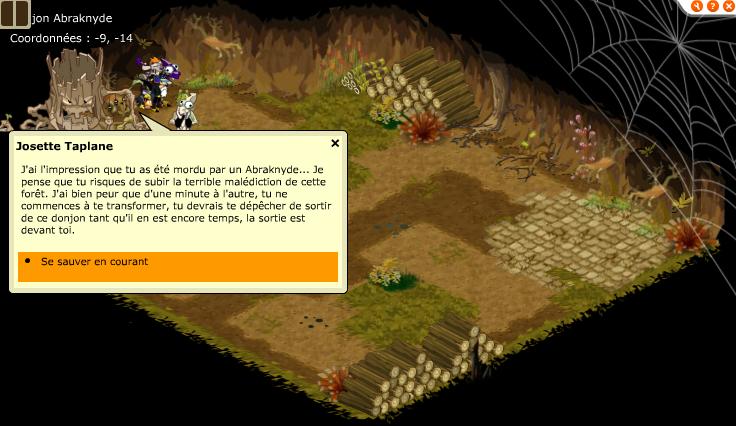 jon Abraknyde
Coordonnées : -9, -14
Josette Taplane
J'ai l'impression que tu as été mordu par un Abraknyde... Je
pense que tu risques de subir la terrible malédiction de cette
forêt. J'ai bien peur que d'une minute à l'autre, tu ne
commences à te transformer, tu devrais te dépêcher de sortir
de ce donjon tant qu'il en est encore temps, la sortie est
devant toi.
Se sauver en courant